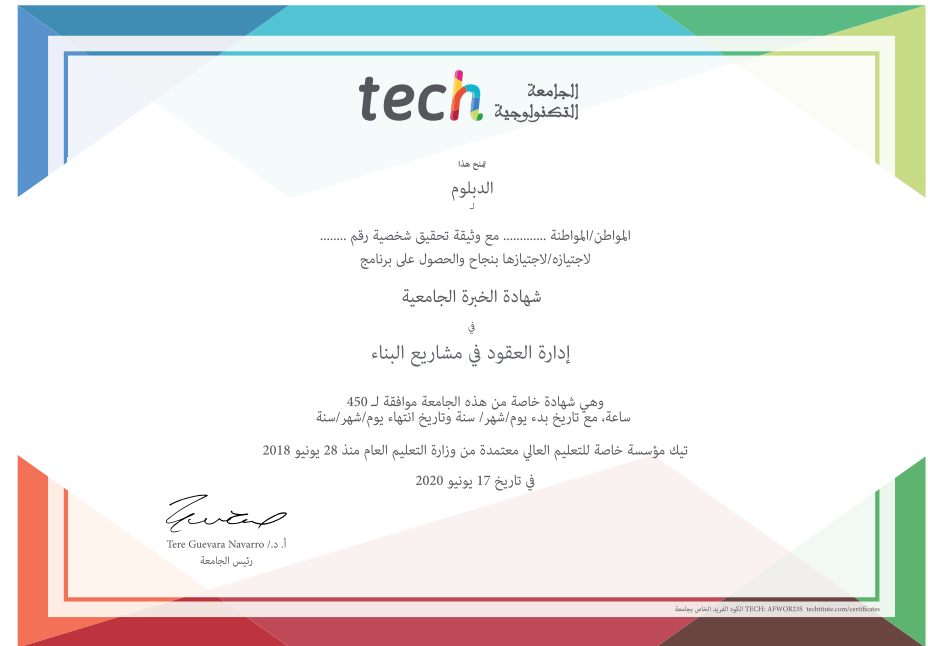 tech الجامعة
التكنولوجية
تمنح هذا
الدبلوم
لـ
المواطن/المواطنة ............. مع وثيقة تحقيق شخصية رقم ........
لاجتيازه/لاجتيازها بنجاح والحصول على برنامج
شهادة الخبرة الجامعية
في
إدارة العقود في مشاريع البناء
وهي شهادة خاصة من هذه الجامعة موافقة لـ 450
ساعة، مع تاريخ بدء يوم/شهر/ سنة وتاريخ انتهاء يوم/شهر/سنة
تيك مؤسسة خاصة للتعليم العالي معتمدة من وزارة التعليم العام منذ 28 يونيو 2018
في تاريخ 17 يونيو 2020
أ. د./ Tere Guevara Navarro
رئيس الجامعة
الكود الفريد الخاص بجامعة TECH: AFWOR23S techtitute.com/certificates